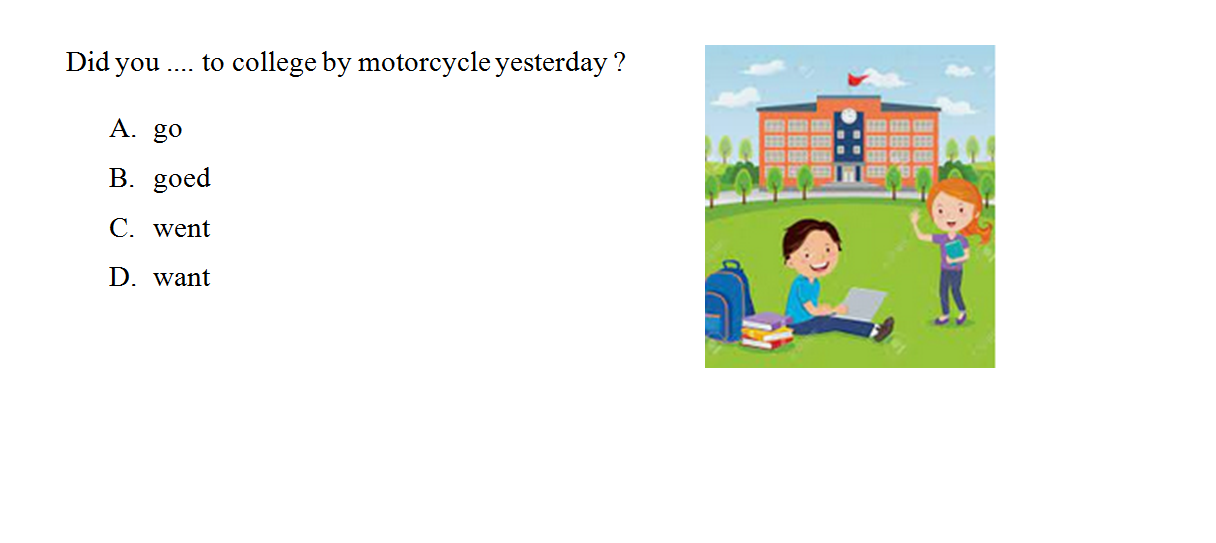 Did you .... to college by motorcycle yesterday ?
A. go
B. goed
C. went
D. want